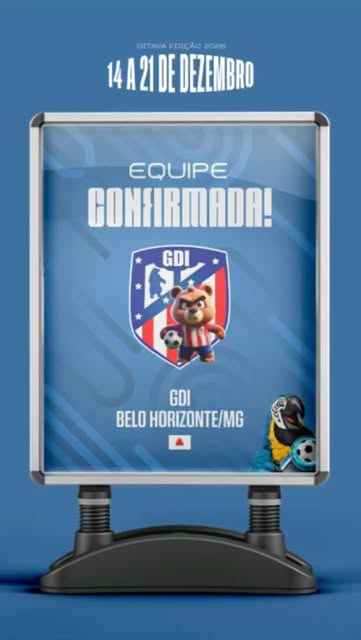 OITAVA EDIÇÃO 2026
14 A 21 DE DEZEMBRO
EQUIPE
CONFIRMADA!
GDI
GDI
BELO HORIZONTE/MG